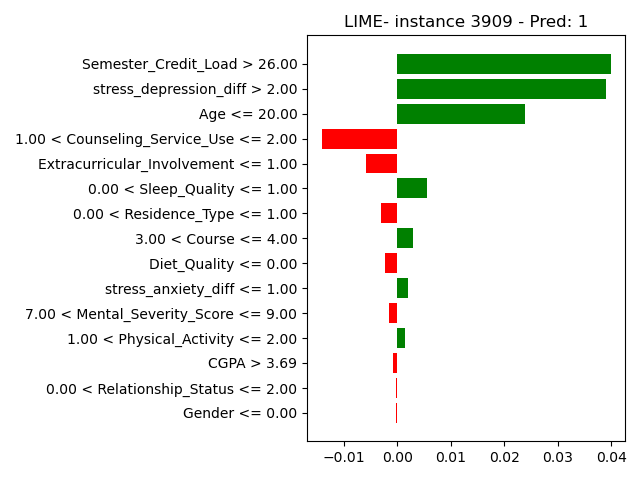 LIME- instance 3909 - Pred: 1
Semester_Credit_Load > 26.00
stress_depression_diff > 2.00
Age <= 20.00
1.00 < Counseling_Service_Use <= 2.00
Extracurricular_Involvement <= 1.00
0.00 < Sleep_Quality <= 1.00
0.00 < Residence_Type <= 1.00
3.00 < Course <= 4.00
Diet_Quality <= 0.00
stress_anxiety_diff <= 1.00
7.00 < Mental_Severity_Score <= 9.00
1.00 < Physical_Activity <= 2.00
CGPA > 3.69
0.00 < Relationship_Status <= 2.00
Gender <= 0.00
−0.01 0.00 0.01 0.02 0.03 0.04